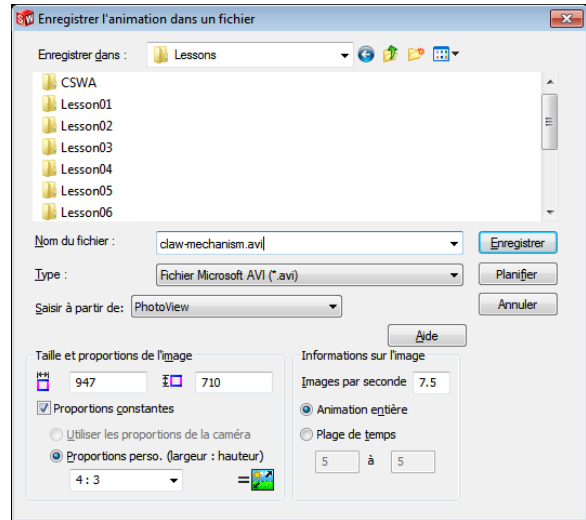 SW Enregistrer l'animation dans un fichier
Enregistrer dans :
Lessons
CSWA
Lesson01
Lesson02
Lesson03
Lesson04
Lesson05
Lesson06
Nom du fichier :
claw-mechanism.avi
Enregistrer
Type :
Fichier Microsoft AVI (*.avi)
Planifier
Saisir à partir de:
PhotoView
Annuler
Aide
Taille et proportions de l'image
947
710
Proportions constantes
Utiliser les proportions de la caméra
Proportions perso. (largeur : hauteur)
4 : 3
=
Informations sur l'image
Images par seconde
7.5
Animation entière
Plage de temps
5 à 5